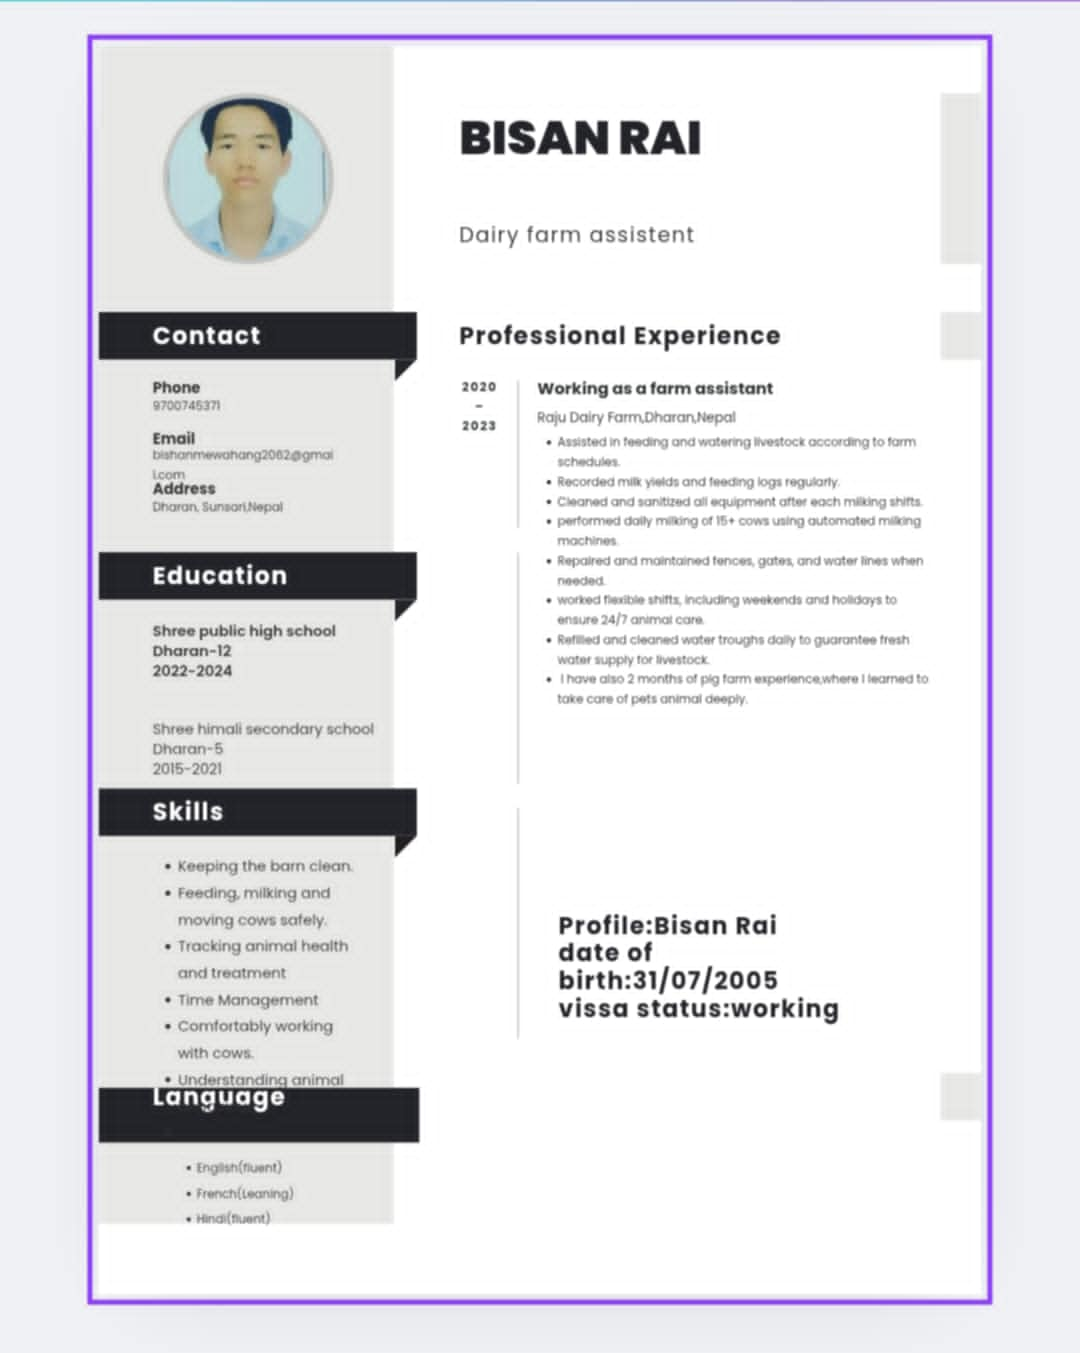 BISAN RAI
Dairy farm assistent
Contact
Phone
9700745371
Email
bishanmewahang2062@gmai
l.com
Address
Dharan, Sunsari,Nepal
Education
Shree public high school
Dharan-12
2022-2024
Shree himali secondary school
Dharan-5
2015-2021
Skills
• Keeping the barn clean.
• Feeding, milking and
moving cows safely.
• Tracking animal health
and treatment
• Time Management
• Comfortably working
with cows.
• Understanding animal
Language
• English(fluent)
• French(Leaning)
• Hindi(fluent)
Professional Experience
2020
-
2023
Working as a farm assistant
Raju Dairy Farm,Dharan,Nepal
• Assisted in feeding and watering livestock according to farm
schedules.
• Recorded milk yields and feeding logs regularly.
• Cleaned and sanitized all equipment after each milking shifts.
• performed daily milking of 15+ cows using automated milking
machines.
• Repaired and maintained fences, gates, and water lines when
needed.
• worked flexible shifts, including weekends and holidays to
ensure 24/7 animal care.
• Refilled and cleaned water troughs daily to guarantee fresh
water supply for livestock.
• I have also 2 months of pig farm experience,where I learned to
take care of pets animal deeply.
Profile:Bisan Rai
date of
birth:31/07/2005
vissa status:working